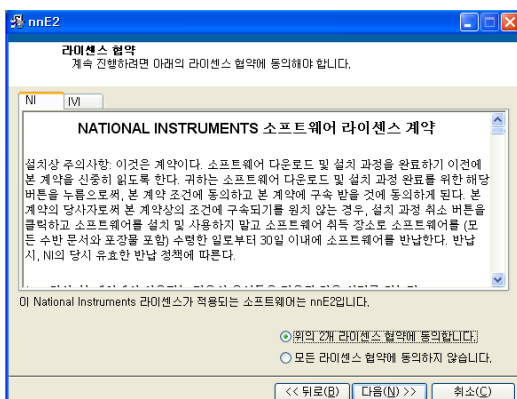 nnE2
라이센스 협약
계속 진행하려면 아래의 라이센스 협약에 동의해야 합니다.
NI IVI
NATIONAL INSTRUMENTS 소프트웨어 라이센스 계약
설치상 주의사항: 이것은 계약이다. 소프트웨어 다운로드 및 설치 과정을 완료하기 이전에
본 계약을 신중히 읽도록 한다. 귀하는 소프트웨어 다운로드 및 설치 과정 완료를 위한 해당
버튼을 누름으로써, 본 계약 조건에 동의하고 본 계약에 구속 받을 것에 동의하게 된다. 본
계약의 당사자로써 본 계약상의 조건에 구속되기를 원치 않는 경우, 설치 과정 취소 버튼을
클릭하고 소프트웨어를 설치 및 사용하지 말고 소프트웨어 취득 장소로 소프트웨어를 (모
든 수반 문서와 포장물 포함) 수령한 일로부터 30일 이내에 소프트웨어를 반납한다. 반납
시, NI의 당시 유효한 반납 정책에 따른다.
이 National Instruments 라이센스가 적용되는 소프트웨어는 nnE2입니다.
위의 2개 라이센스 협약에 동의합니다.
모든 라이센스 협약에 동의하지 않습니다.
<< 뒤로(B) 다음(N) >> 취소(C)